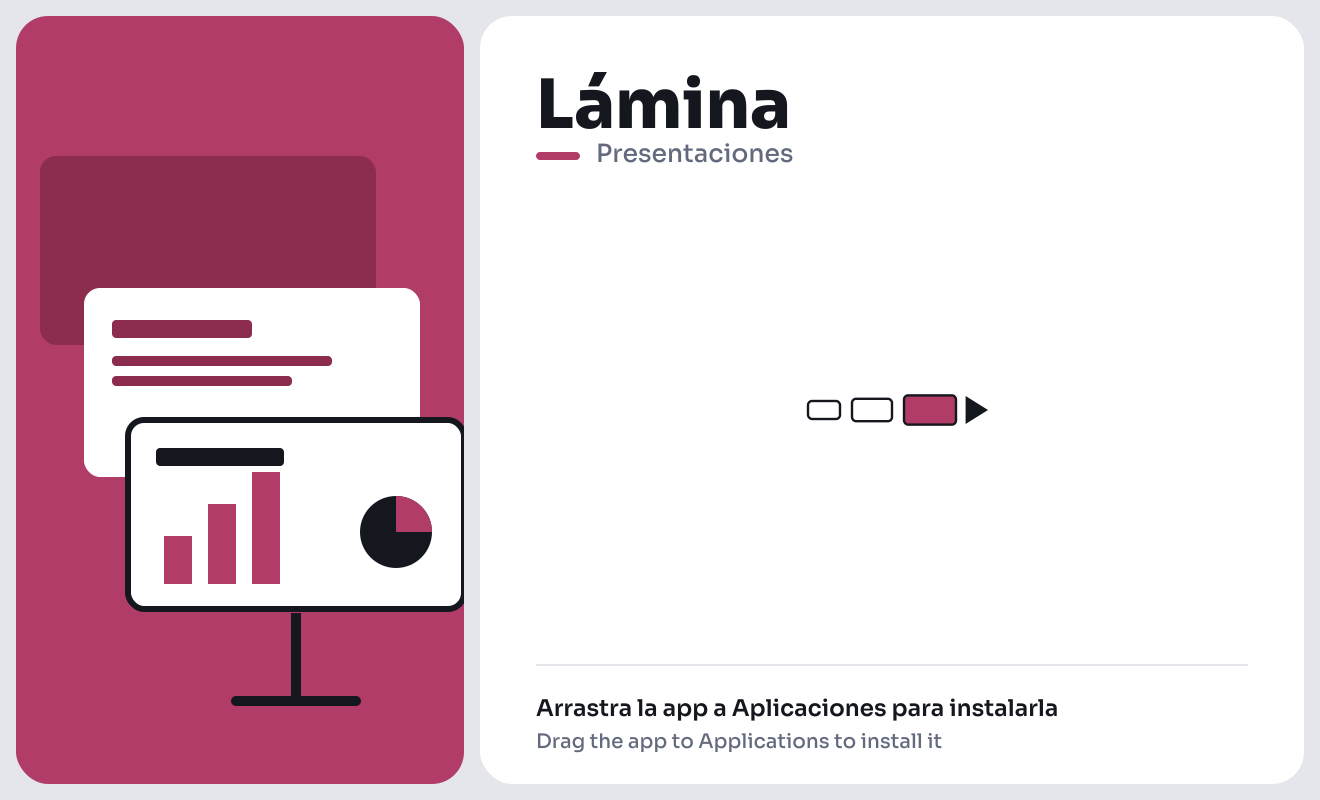 Lámina
Presentaciones
Arrastra la app a Aplicaciones para instalarla
Drag the app to Applications to install it